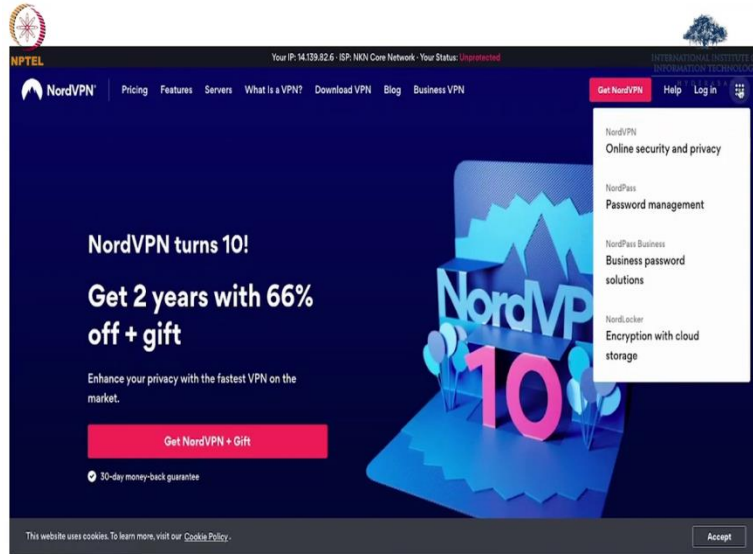 NPTEL
Your IP: 14.139.82.6 · ISP: NKN Core Network · Your Status: Unprotected
INTERNATIONAL INSTITUTE
INFORMATION TECHNOLOG
NordVPN®
Pricing Features Servers What Is a VPN? Download VPN Blog Business VPN
Get NordVPN Help Log in
NordVPN
Online security and privacy
NordPass
Password management
NordPass Business
Business password
solutions
NordLocker
Encryption with cloud
storage
NordVPN turns 10!
Get 2 years with 66%
off + gift
Enhance your privacy with the fastest VPN on the
market.
Get NordVPN + Gift
30-day money-back guarantee
NordVP
10
This website uses cookies. To learn more, visit our Cookie Policy.
Accept